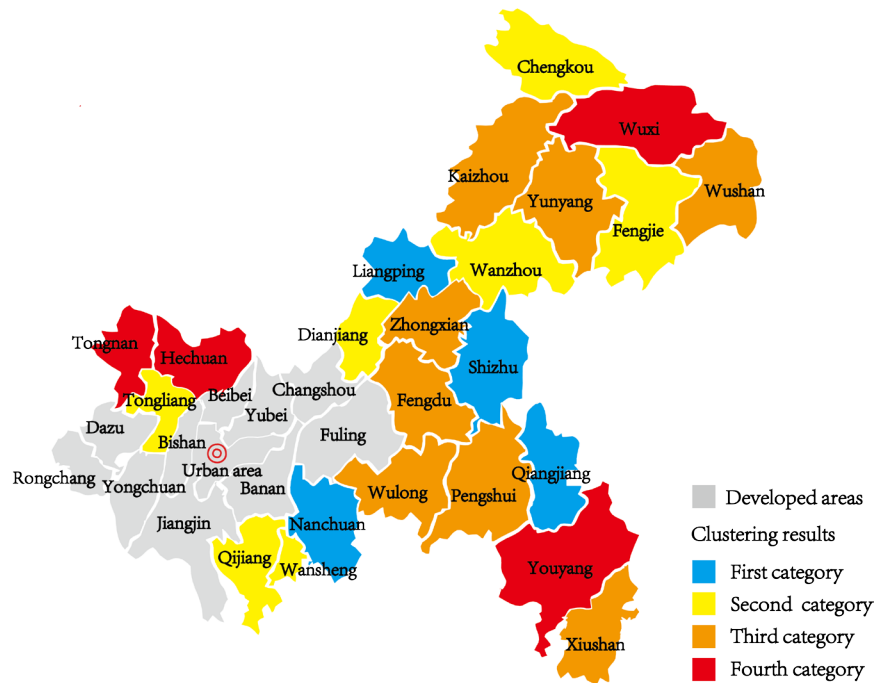 Chengkou
Wuxi
Kaizhou
Wushan
Yunyang
Fengjie
Liangping
Wanzhou
Zhongxian
Dianjiang
Tongnan
Hechuan
Shizhu
Changshou
Beibei
Tongliang
Fengdu
Yubei
Dazu
Fuling
Bishan
Urban area
Qiangjiang
Rongchang
Yongchuan
Banan
Wulong
Pengshui
Jiangjin
Nanchuan
Developed areas
Clustering results
Qijiang
Wansheng
Youyang
First category
Second category
Third category
Xiushan
Fourth category